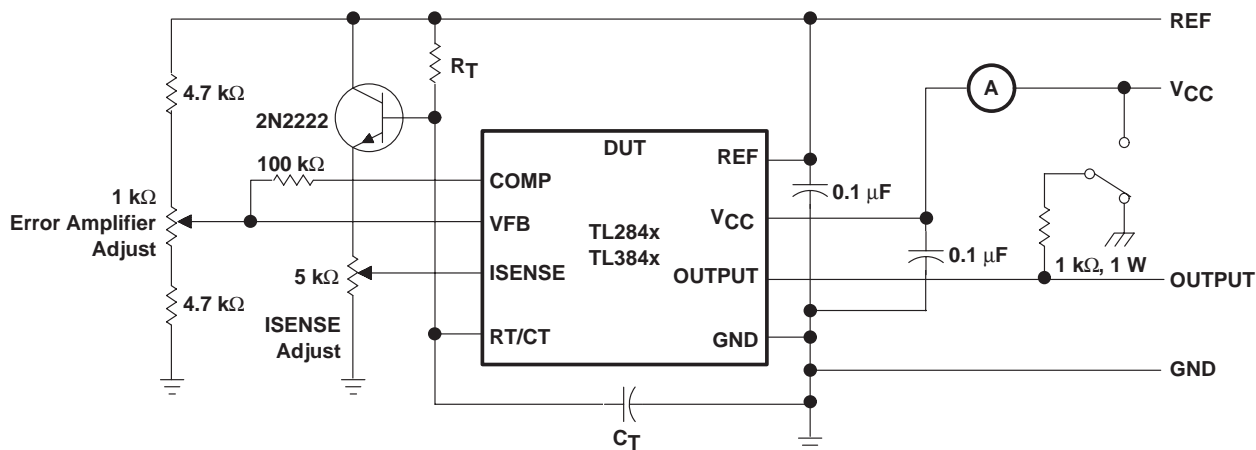 REF
R_T
A
V_CC
4.7 kΩ
2N2222
DUT
100 kΩ
REF
COMP
1 kΩ
Error Amplifier
Adjust
0.1 μF
VFB
V_CC
TL284x
TL384x
0.1 μF
1 kΩ, 1 W
5 kΩ
ISENSE
OUTPUT
OUTPUT
4.7 kΩ
ISENSE
Adjust
RT/CT
GND
GND
C_T